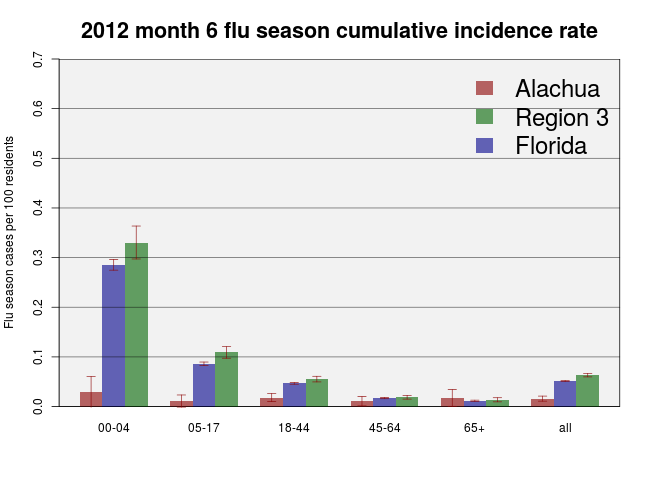 2012 month 6 flu season cumulative incidence rate
Flu season cases per 100 residents
0.7
0.6
0.5
0.4
0.3
0.2
0.1
0.0
Alachua
Region 3
Florida
00-04 05-17 18-44 45-64 65+ all